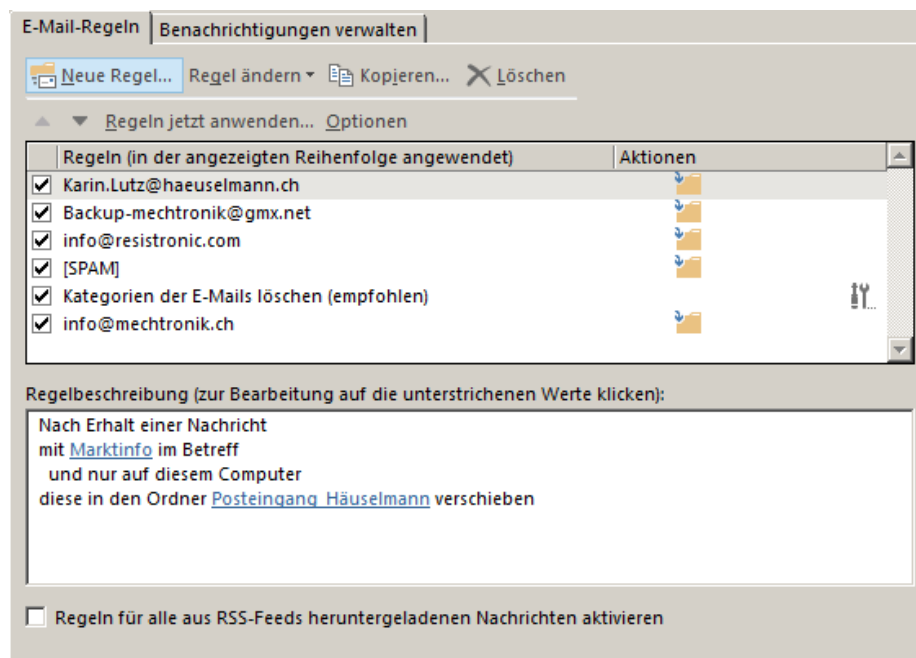 E-Mail-Regeln Benachrichtigungen verwalten
Neue Regel... Regel ändern Kopieren... Löschen
Regeln jetzt anwenden... Optionen
Regeln (in der angezeigten Reihenfolge angewendet) Aktionen
Karin.Lutz@haeuselmann.ch
Backup-mechtronik@gmx.net
info@resistronic.com
[SPAM]
Kategorien der E-Mails löschen (empfohlen)
info@mechtronik.ch
Regelbeschreibung (zur Bearbeitung auf die unterstrichenen Werte klicken):
Nach Erhalt einer Nachricht
mit Marktinfo im Betreff
und nur auf diesem Computer
diese in den Ordner Posteingang_Häuselmann verschieben
Regeln für alle aus RSS-Feeds heruntergeladenen Nachrichten aktivieren